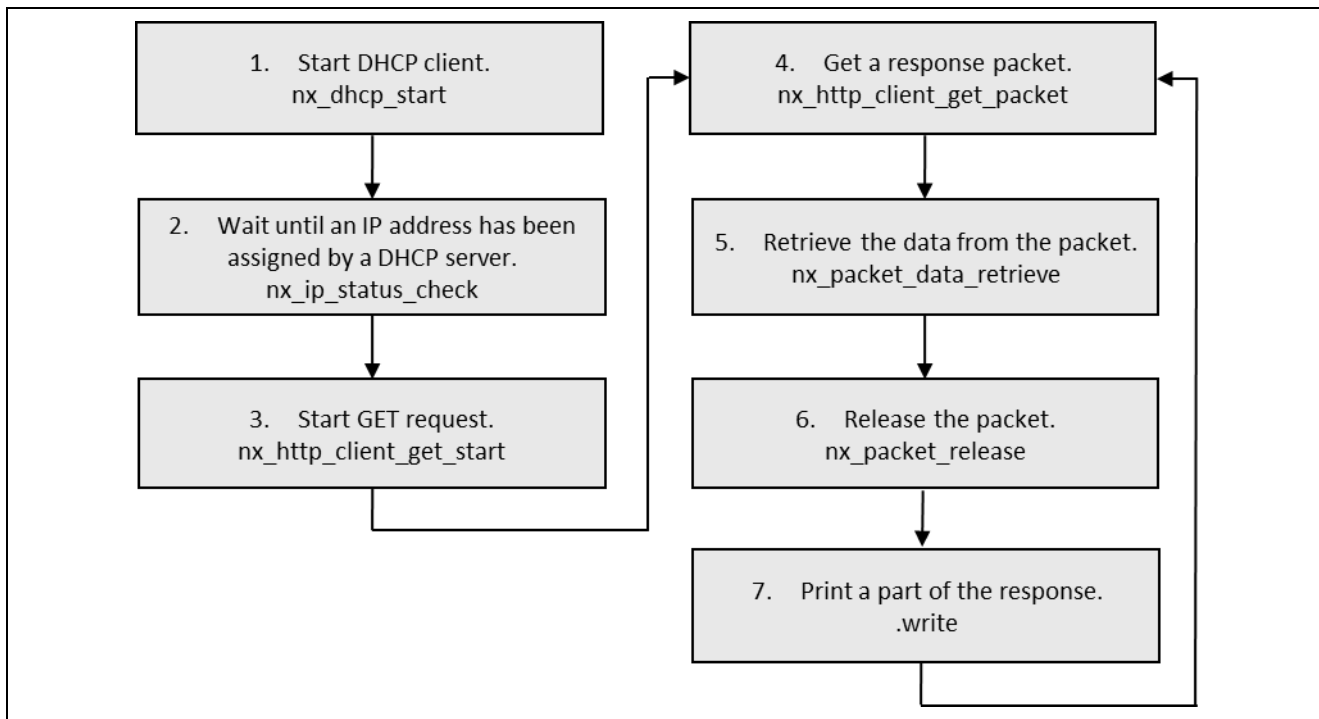 1. Start DHCP client.
nx_dhcp_start
2. Wait until an IP address has been
assigned by a DHCP server.
nx_ip_status_check
3. Start GET request.
nx_http_client_get_start
4. Get a response packet.
nx_http_client_get_packet
5. Retrieve the data from the packet.
nx_packet_data_retrieve
6. Release the packet.
nx_packet_release
7. Print a part of the response.
.write